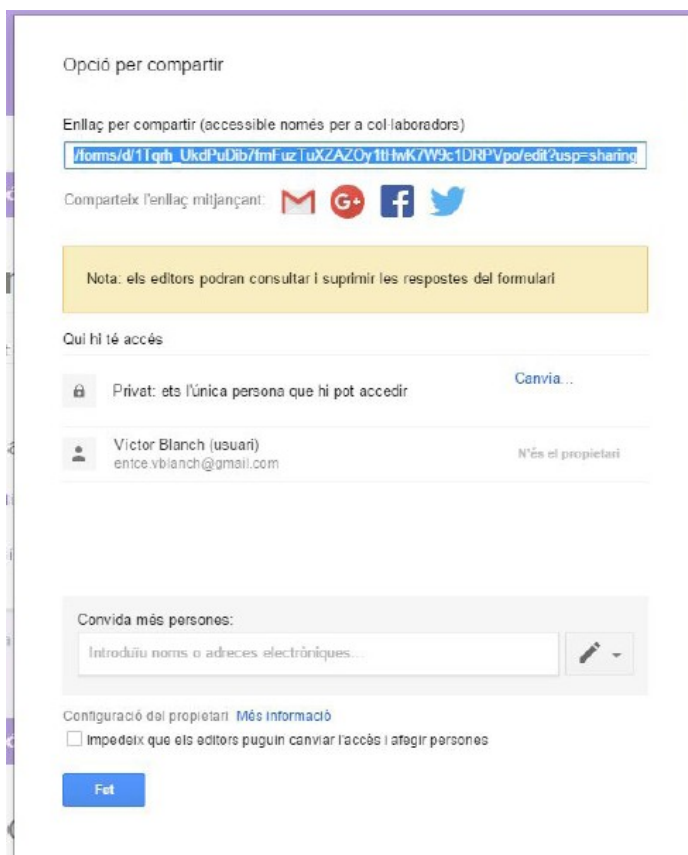 Opció per compartir
Enllaç per compartir (accessible només per a col·laboradors)
/forms/d/1Tqrh_UkdPuDib7fmFuzTuXZAZOy1tHwK7W9c1DRPVpo/edit?usp=sharing
Comparteix l'enllaç mitjançant:
Nota: els editors podran consultar i suprimir les respostes del formulari
Qui hi té accés
Privat: ets l'única persona que hi pot accedir
Canvia...
Victor Blanch (usuari)
entce.vblanch@gmail.com
N'és el propietari
Convida més persones:
Introduïu noms o adreces electròniques...
Configuració del propietari Més informació
Impedeix que els editors puguin canviar l'accés i afegir persones
Fet